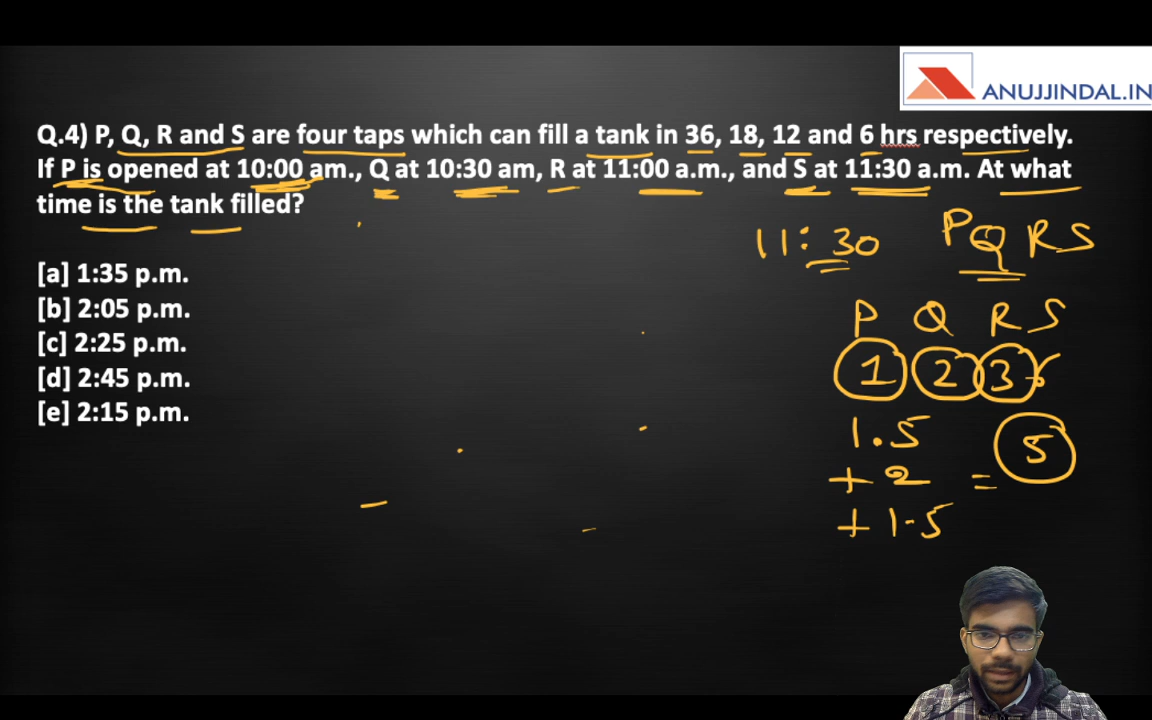 ANUJJINDAL.IN
Q.4) P, Q, R and S are four taps which can fill a tank in 36, 18, 12 and 6 hrs respectively.
If P is opened at 10:00 am., Q at 10:30 am, R at 11:00 a.m., and S at 11:30 a.m. At what
time is the tank filled?
11:30 PQRS
[a] 1:35 p.m.
[b] 2:05 p.m.
[c] 2:25 p.m.
[d] 2:45 p.m.
[e] 2:15 p.m.
P Q R S
1 2 3 6
1.5
+ 2 = 5
+ 1.5